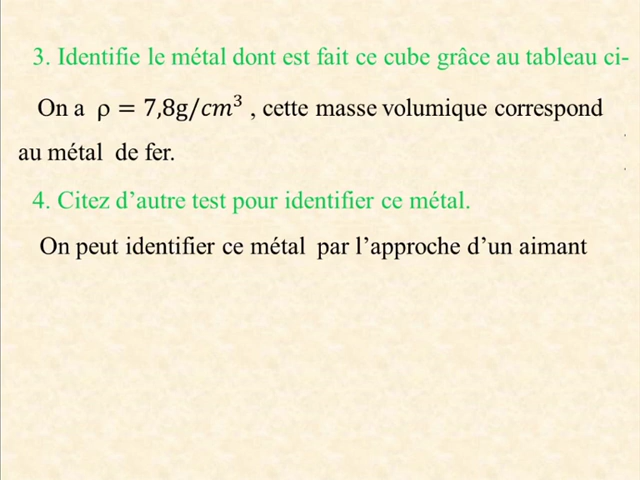 3. Identifie le métal dont est fait ce cube grâce au tableau ci-
On a ρ = 7,8g/cm³ , cette masse volumique correspond
au métal de fer.
4. Citez d’autre test pour identifier ce métal.
On peut identifier ce métal par l’approche d’un aimant